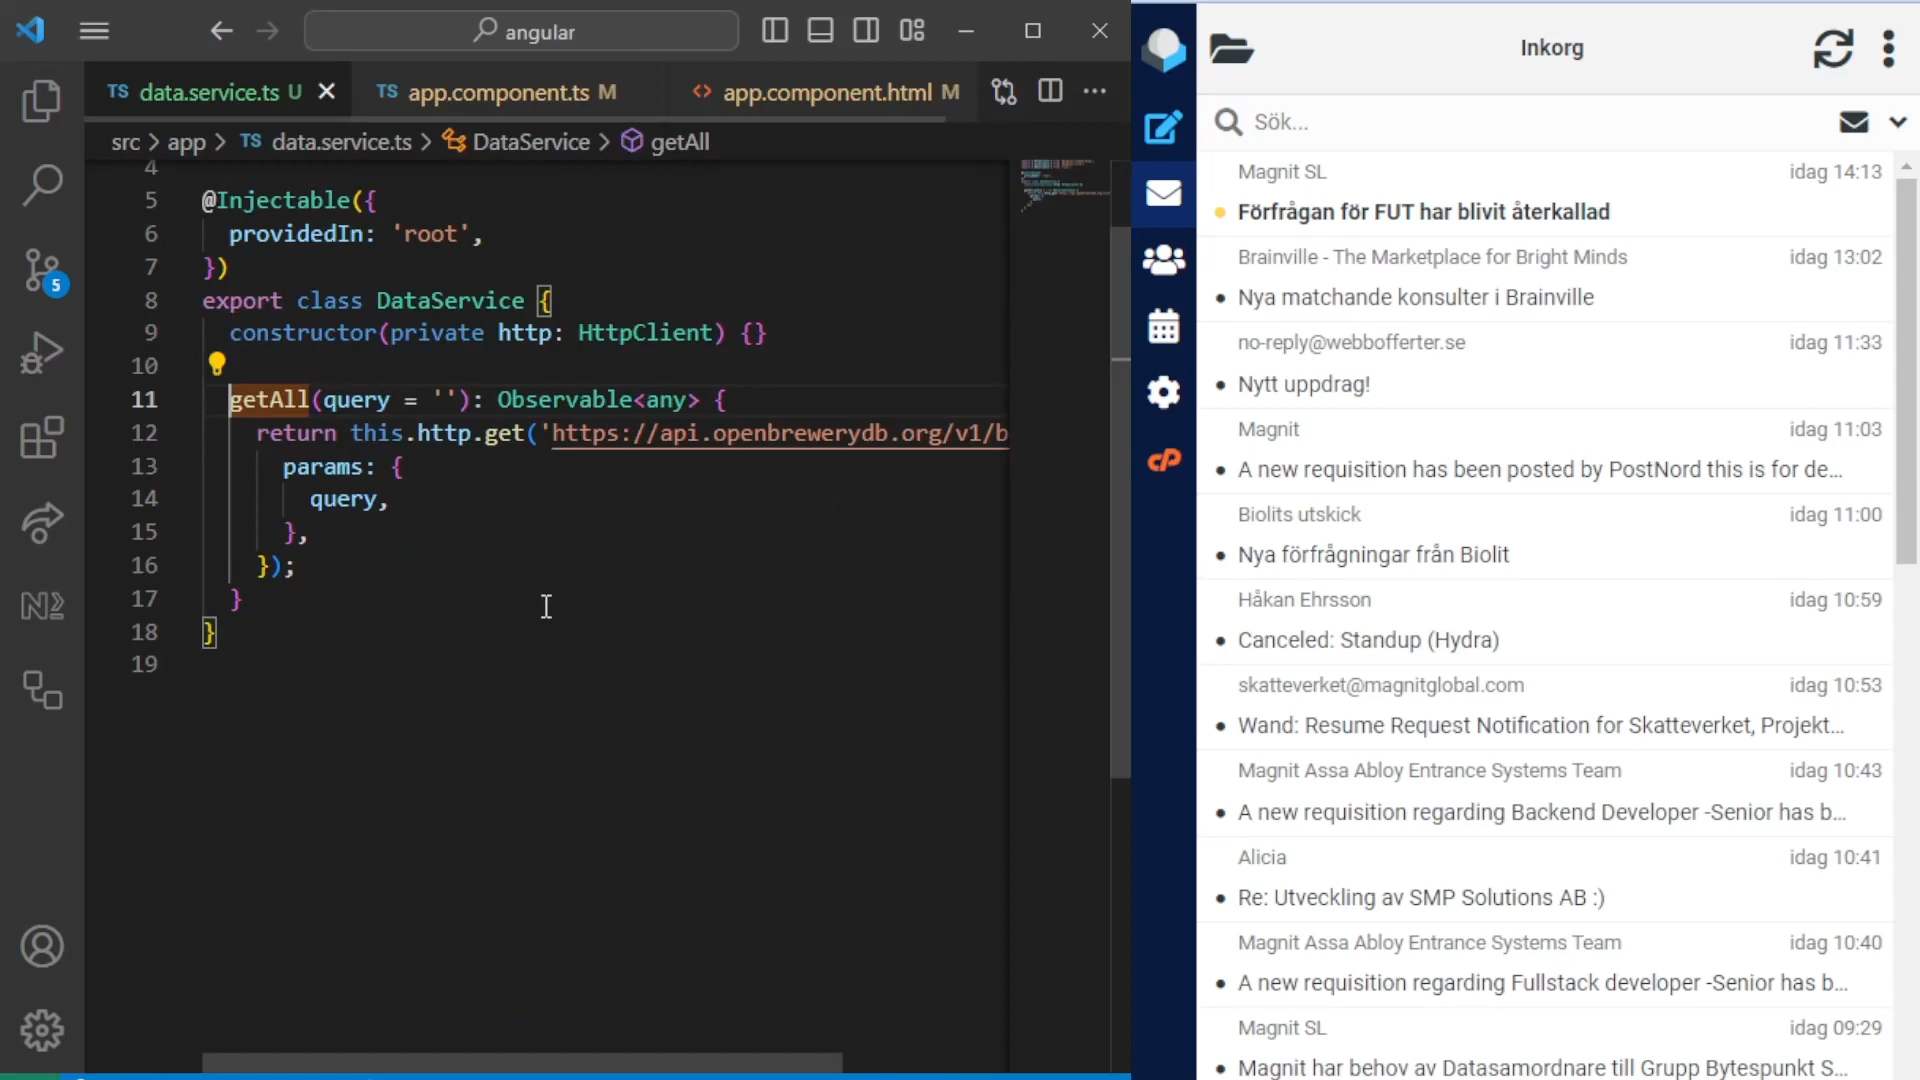 angular
TS data.service.ts U
TS app.component.ts M
<> app.component.html M
src > app > TS data.service.ts > DataService > getAll
4
5 @Injectable({
6 providedIn: 'root',
7 })
8 export class DataService {
9 constructor(private http: HttpClient) {}
10
11 getAll(query = ''): Observable<any> {
12 return this.http.get('https://api.openbrewerydb.org/v1/b
13 params: {
14 query,
15 },
16 });
17 }
18 }
19
5
Inkorg
Sök...
Magnit SL idag 14:13
Förfrågan för FUT har blivit återkallad
Brainville - The Marketplace for Bright Minds idag 13:02
Nya matchande konsulter i Brainville
no-reply@webbofferter.se idag 11:33
Nytt uppdrag!
Magnit idag 11:03
A new requisition has been posted by PostNord this is for de...
Biolits utskick idag 11:00
Nya förfrågningar från Biolit
Håkan Ehrsson idag 10:59
Canceled: Standup (Hydra)
skatteverket@magnitglobal.com idag 10:53
Wand: Resume Request Notification for Skatteverket, Projekt...
Magnit Assa Abloy Entrance Systems Team idag 10:43
A new requisition regarding Backend Developer -Senior has b...
Alicia idag 10:41
Re: Utveckling av SMP Solutions AB :)
Magnit Assa Abloy Entrance Systems Team idag 10:40
A new requisition regarding Fullstack developer -Senior has b...
Magnit SL idag 09:29
Magnit har behov av Datasamordnare till Grupp Bytespunkt S...